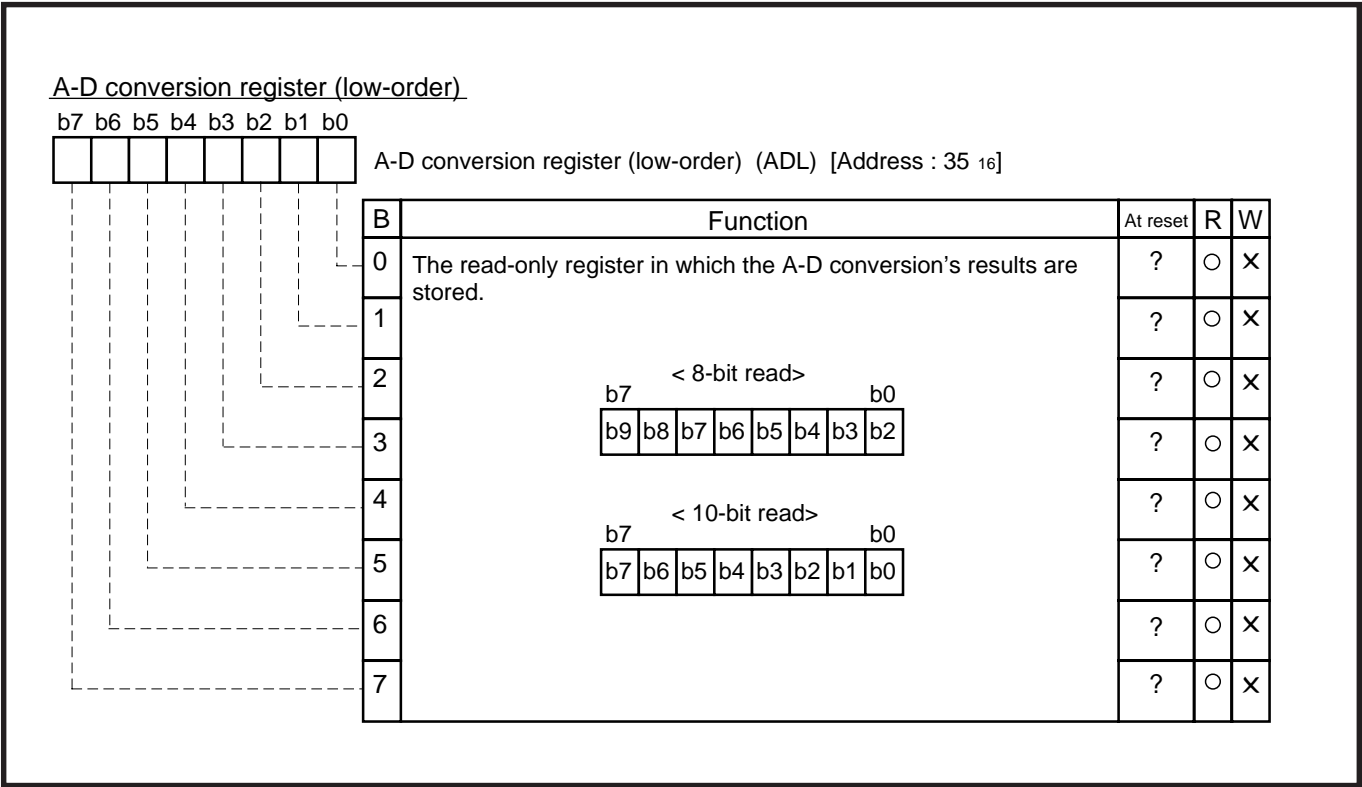 A-D conversion register (low-order)
b7 b6 b5 b4 b3 b2 b1 b0
A-D conversion register (low-order) (ADL) [Address : 35 16]
B Function At reset R W
0 The read-only register in which the A-D conversion’s results are stored. ? ○ ×
1 ? ○ ×
2 ? ○ ×
< 8-bit read>
b7 b0
b9 b8 b7 b6 b5 b4 b3 b2
3 ? ○ ×
4 ? ○ ×
< 10-bit read>
b7 b0
b7 b6 b5 b4 b3 b2 b1 b0
5 ? ○ ×
6 ? ○ ×
7 ? ○ ×